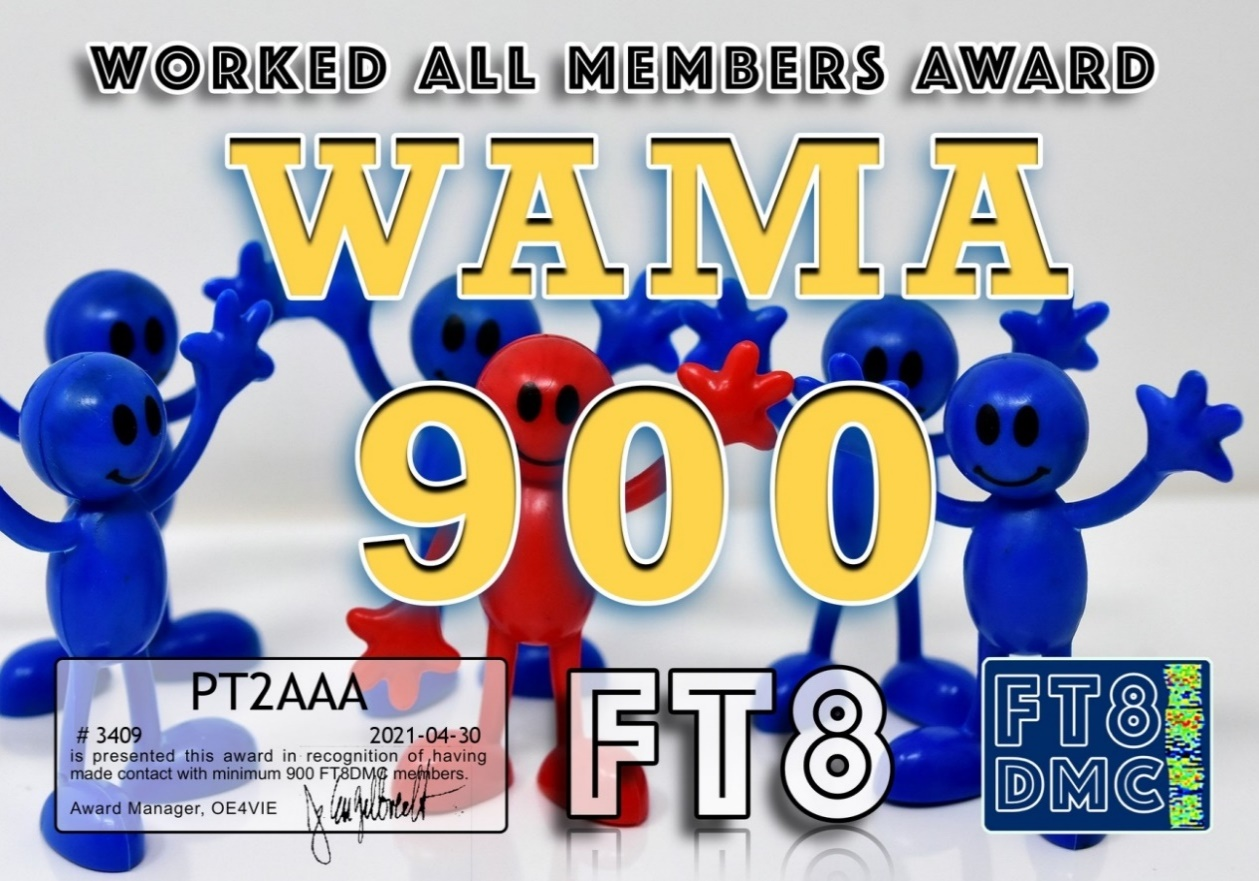 WORKED ALL MEMBERS AWARD
WAMA
900
PT2AAA
# 3409 2021-04-30
is presented this award in recognition of having
made contact with minimum 900 FT8DMC members.
Award Manager, OE4VIE
FT8
FT8
DMC